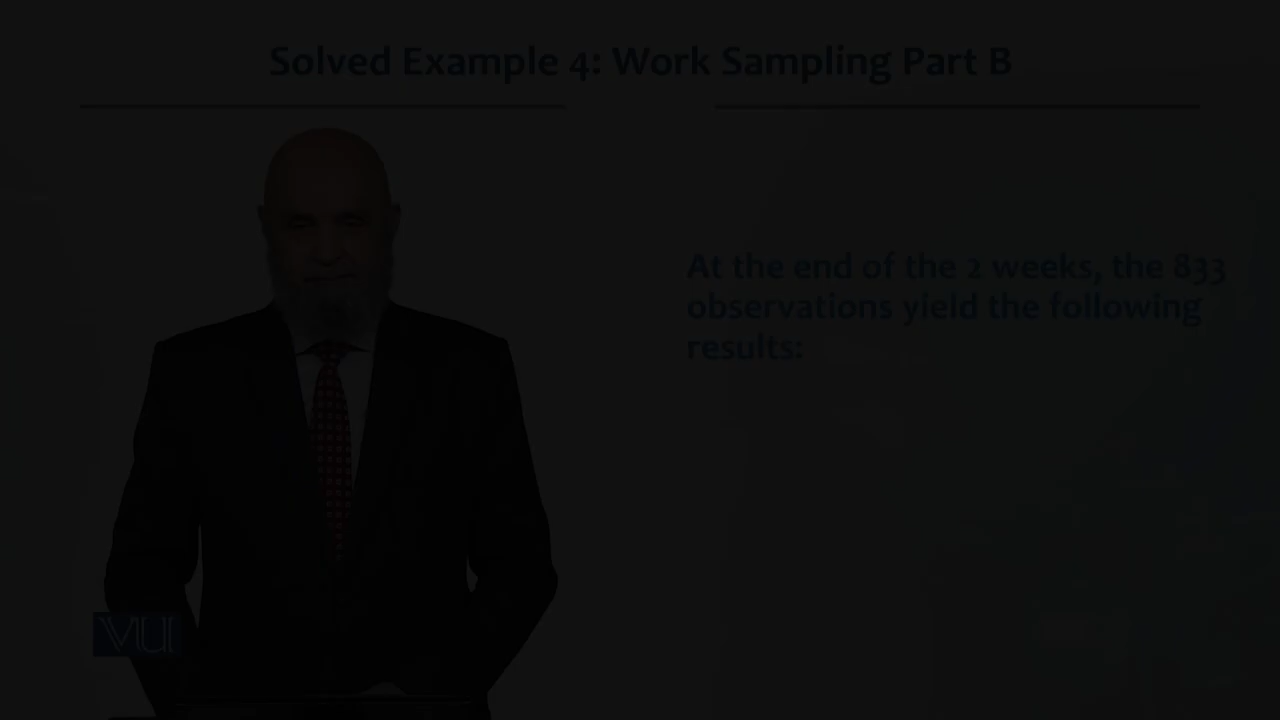 Solved Example 4: Work Sampling Part B
At the end of the 2 weeks, the 833
observations yield the following
results:
VU